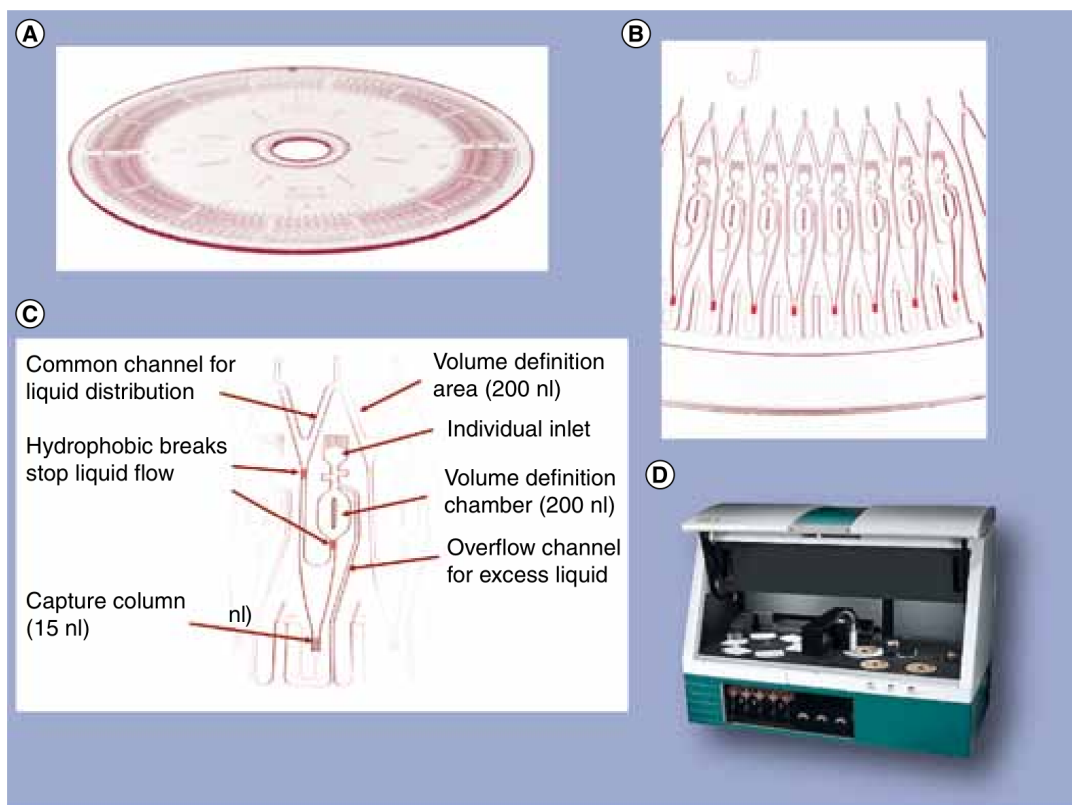 A
B
C
Common channel for
liquid distribution
Hydrophobic breaks
stop liquid flow
Capture column
(15 nl)
nl)
Volume definition
area (200 nl)
Individual inlet
Volume definition
chamber (200 nl)
Overflow channel
for excess liquid
D